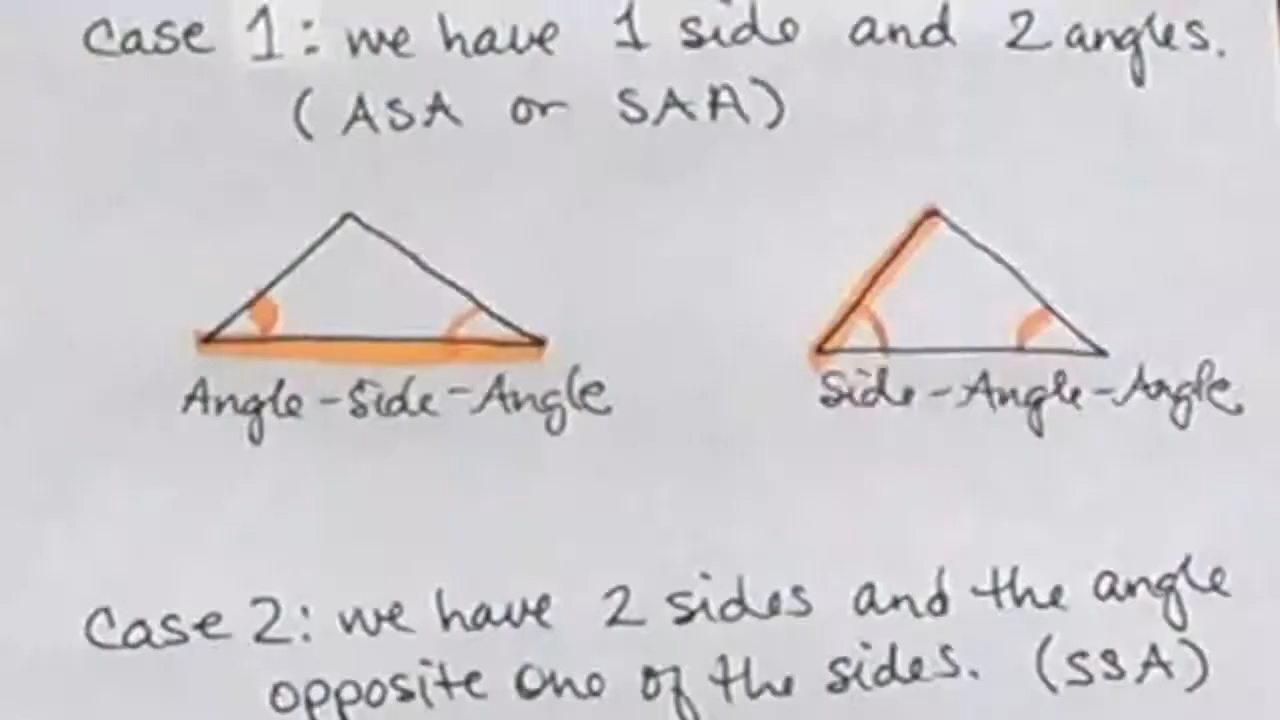 Case 1: we have 1 side and 2 angles.
(ASA or SAA)
Angle-Side-Angle
Side-Angle-Angle
Case 2: we have 2 sides and the angle
opposite one of the sides. (SSA)